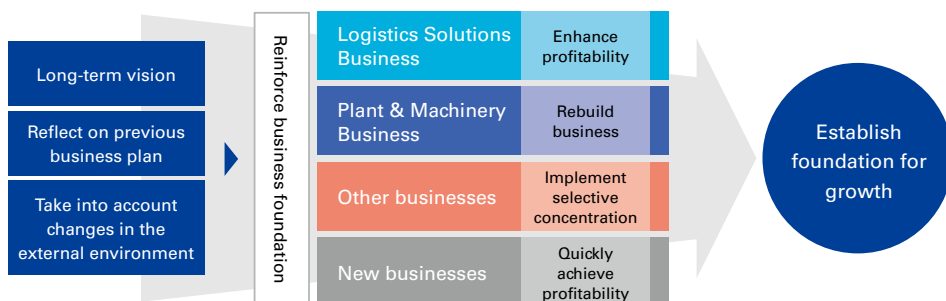 Long-term vision
Reflect on previous
business plan
Take into account
changes in the
external environment
Reinforce business foundation
Logistics Solutions
Business
Enhance
profitability
Plant & Machinery
Business
Rebuild
business
Other businesses
Implement
selective
concentration
New businesses
Quickly
achieve
profitability
Establish
foundation for
growth